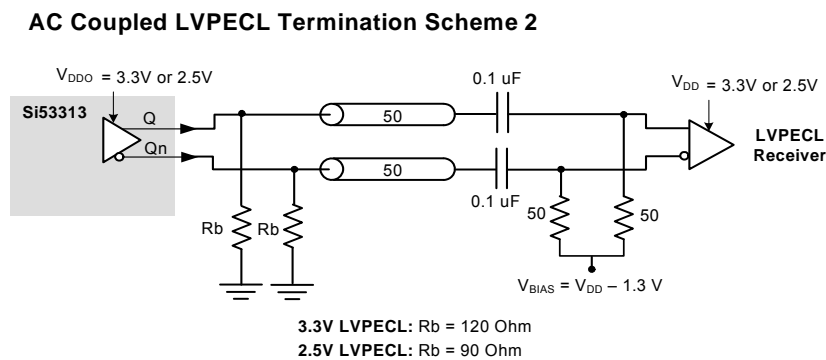 AC Coupled LVPECL Termination Scheme 2
VDDO = 3.3V or 2.5V
0.1 uF
VDD = 3.3V or 2.5V
Si53313
Q
50
LVPECL
Receiver
Qn
50
0.1 uF
Rb
Rb
50
50
VBIAS = VDD – 1.3 V
3.3V LVPECL: Rb = 120 Ohm
2.5V LVPECL: Rb = 90 Ohm